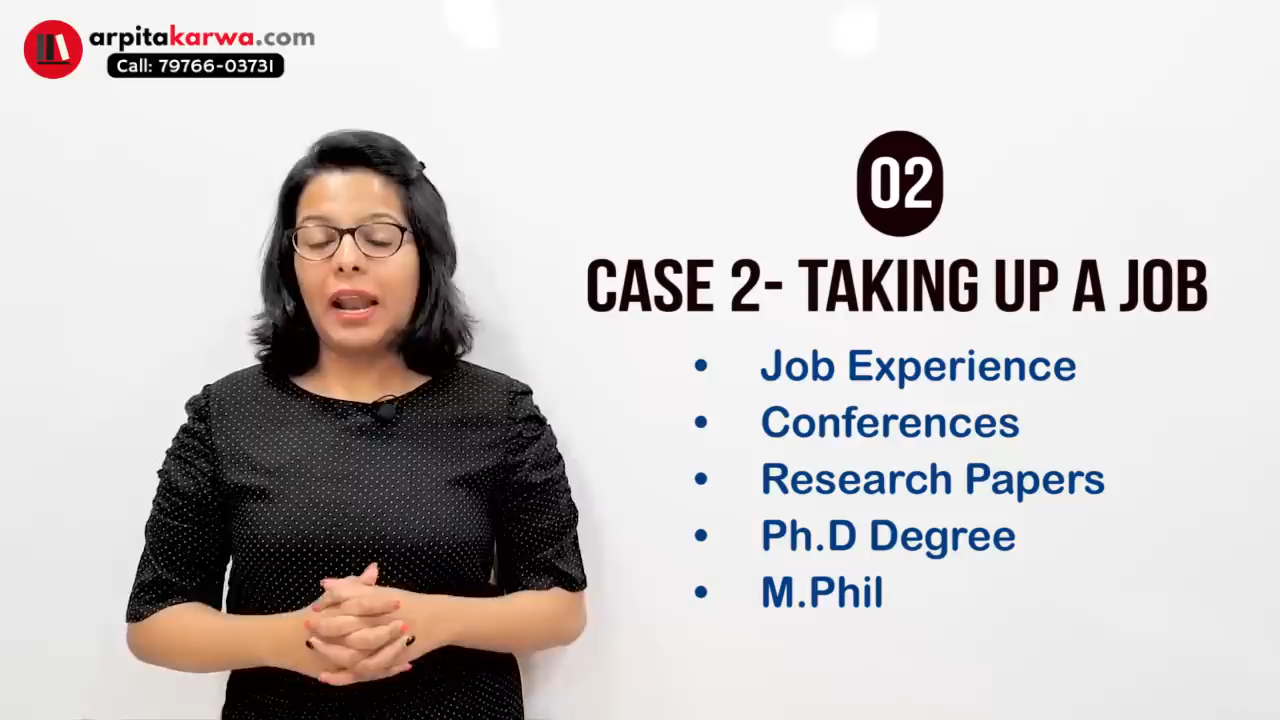 arpitakarwa.com
Call: 79766-03731
02
CASE 2- TAKING UP A JOB
• Job Experience
• Conferences
• Research Papers
• Ph.D Degree
• M.Phil